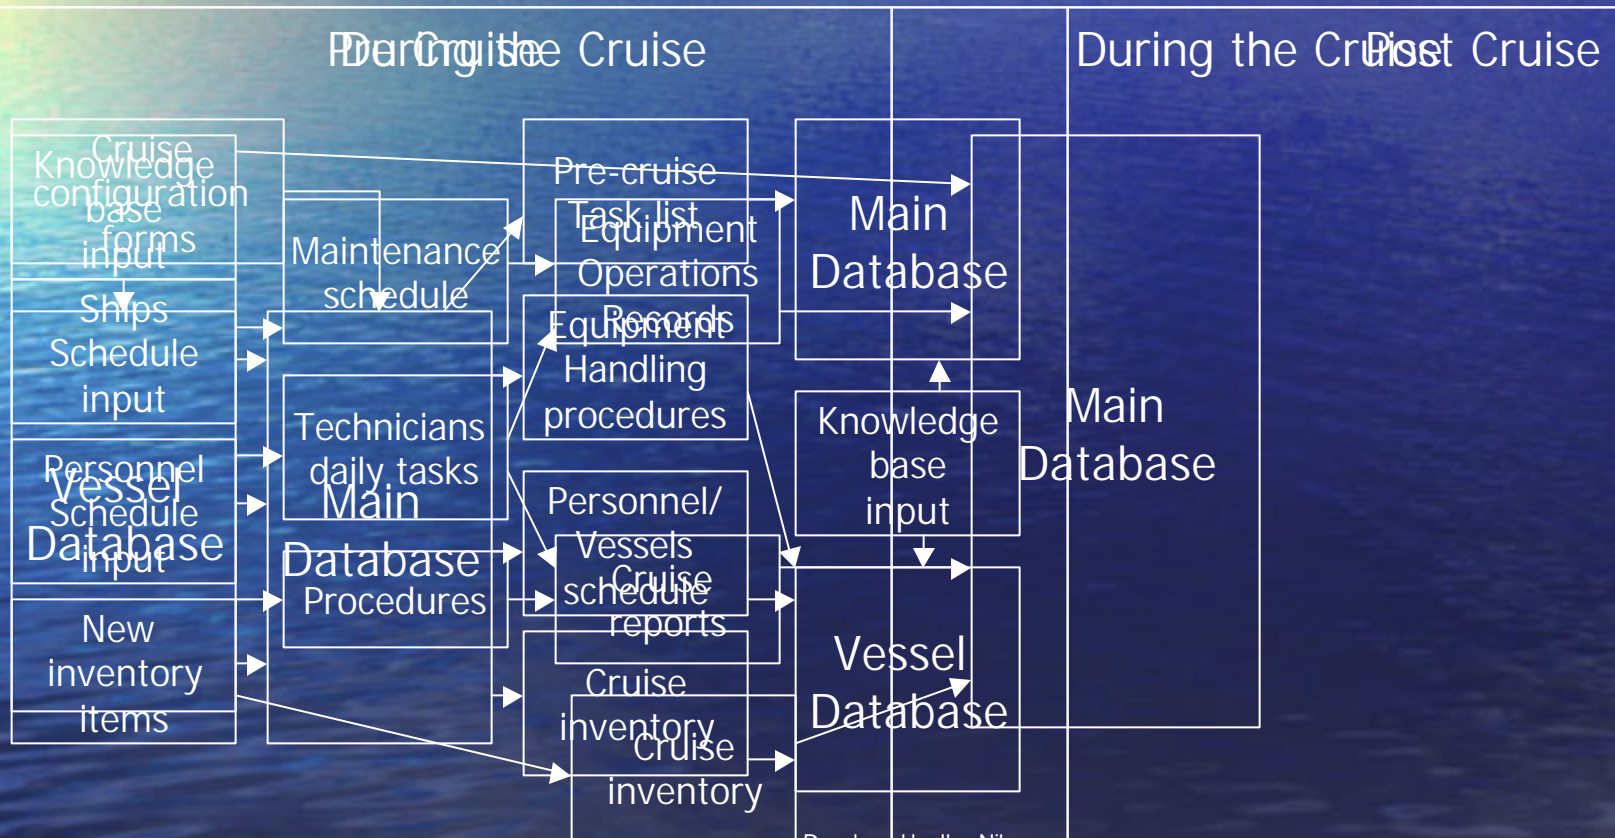 Pre Cruise
During the Cruise
During the Cruise
Post Cruise
Cruise
configuration
forms
Knowledge
base
input
Ships
Schedule
input
Personnel
Schedule
input
Vessel
Database
New
inventory
items
Maintenance
schedule
Technicians
daily tasks
Main
Database
Procedures
Pre-cruise
Task list
Equipment
Operations
Records
Equipment
Handling
procedures
Personnel/
Vessels
schedule
Cruise
reports
Cruise
inventory
Cruise
inventory
Main
Database
Knowledge
base
input
Vessel
Database
Main
Database